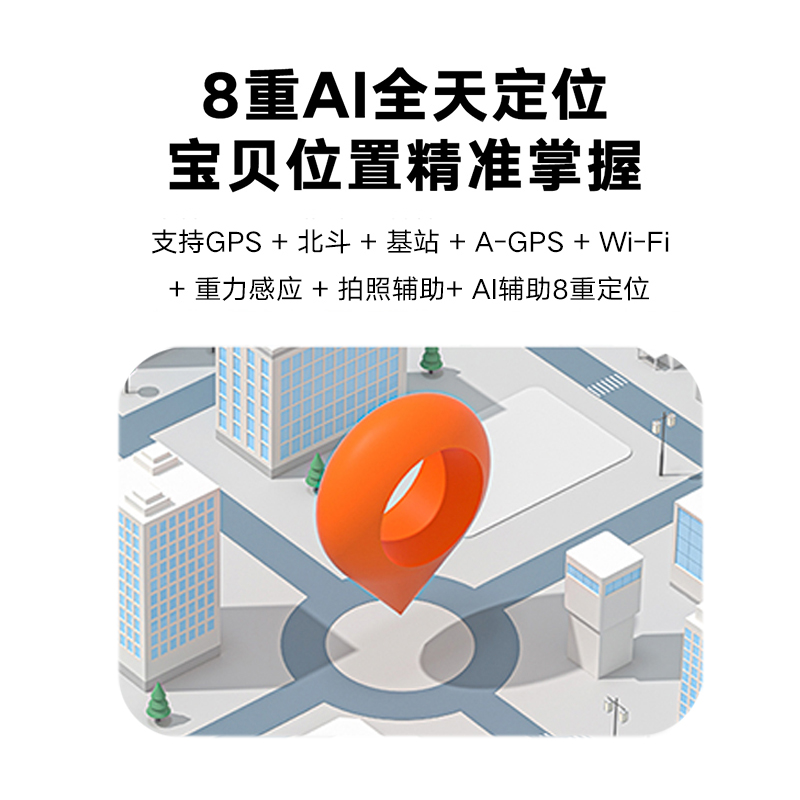 8重AI全天定位
宝贝位置精准掌握
支持GPS + 北斗 + 基站 + A-GPS + Wi-Fi
+ 重力感应 + 拍照辅助+ AI辅助8重定位